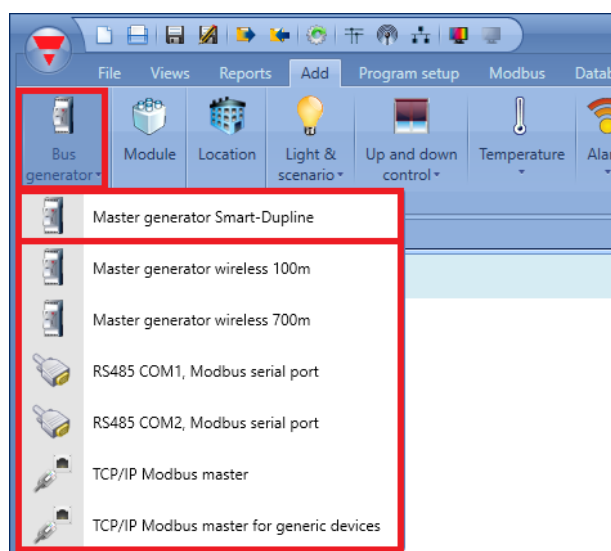 File Views Reports Add Program setup Modbus
Bus Module Location Light & Up and down Temperature
generator scenario control
Master generator Smart-Dupline
Master generator wireless 100m
Master generator wireless 700m
RS485 COM1, Modbus serial port
RS485 COM2, Modbus serial port
TCP/IP Modbus master
TCP/IP Modbus master for generic devices